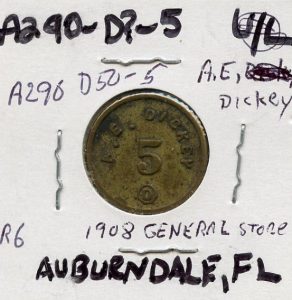 A290-D?-5 U/L
A290 D50-5 A.E.
Dickey
A.E. DICKEY
5
D
R6 1908 GENERAL STORE
AUBURNDALE, FL